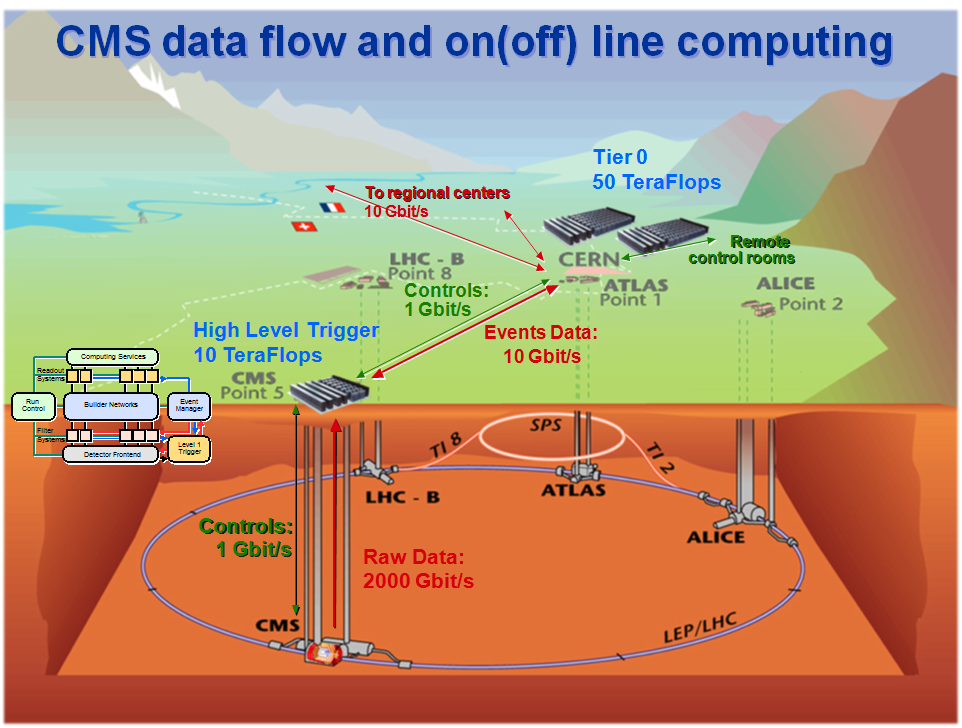 CMS data flow and on(off) line computing
Tier 0
50 TeraFlops
To regional centers
10 Gbit/s
Remote
control rooms
LHC - B
Point 8
CERN
ATLAS
Point 1
ALICE
Point 2
Controls:
1 Gbit/s
Events Data:
10 Gbit/s
High Level Trigger
10 TeraFlops
CMS
Point 5
Computing Services
Readout
Systems
Run
Control
Builder Networks
Event
Manager
Filter
Systems
Level 1
Trigger
Detector Frontend
TI 8
SPS
TI 2
LHC - B
ATLAS
ALICE
Controls:
1 Gbit/s
Raw Data:
2000 Gbit/s
CMS
LEP/LHC